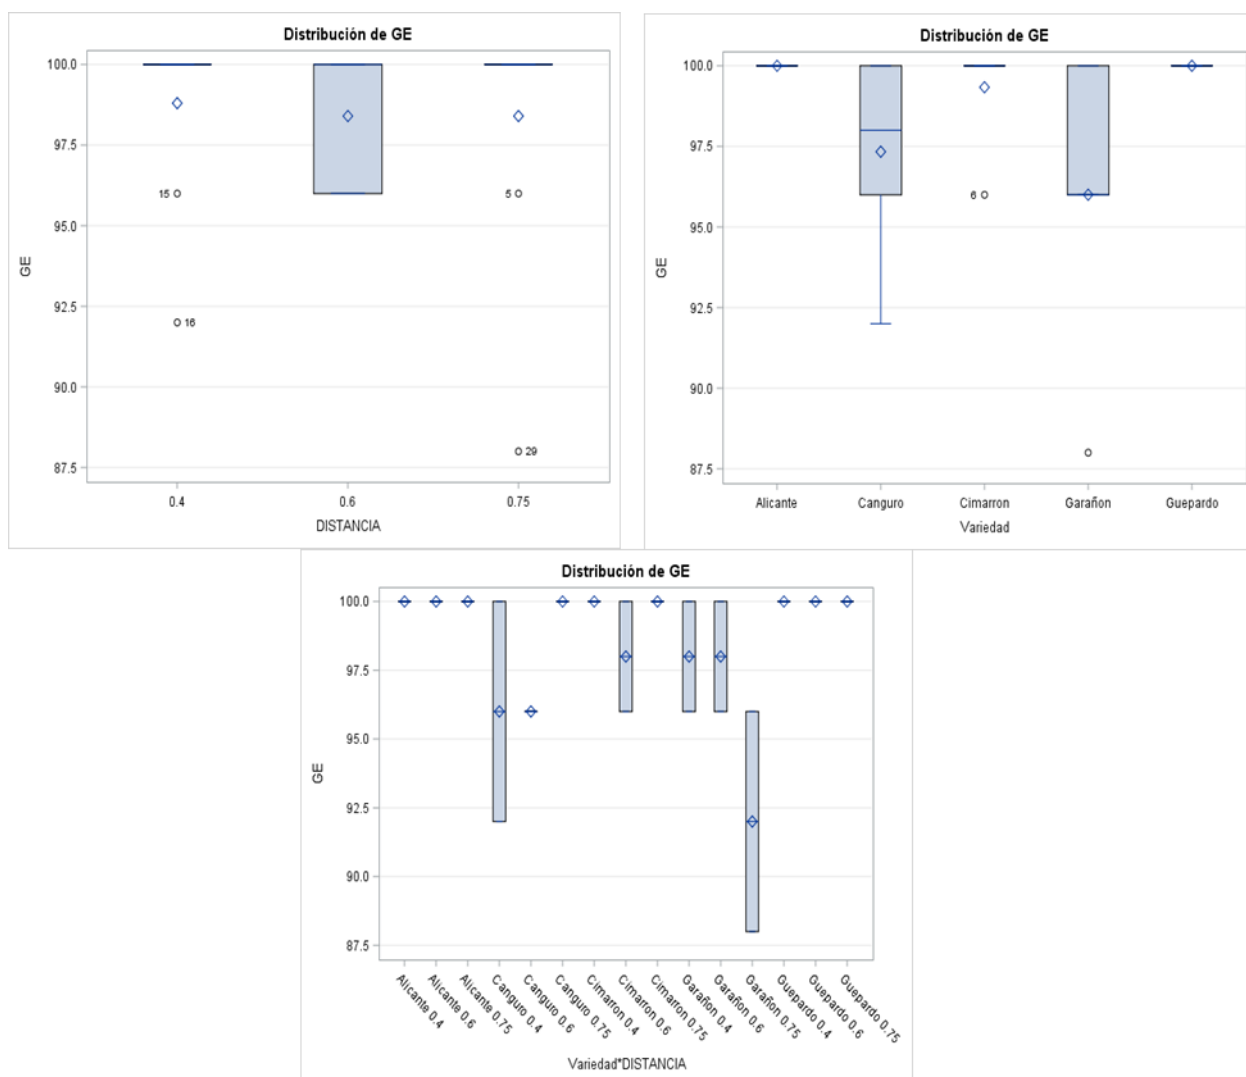 Distribución de GE
100.0
97.5
95.0
92.5
90.0
87.5
GE
15
16
5
29
0.4 0.6 0.75
DISTANCIA
Distribución de GE
100.0
97.5
95.0
92.5
90.0
87.5
GE
6
Alicante Canguro Cimarron Garañon Guepardo
Variedad
Distribución de GE
100.0
97.5
95.0
92.5
90.0
87.5
GE
Alicante 0.4
Alicante 0.6
Alicante 0.75
Canguro 0.4
Canguro 0.6
Canguro 0.75
Cimarron 0.4
Cimarron 0.6
Cimarron 0.75
Garañon 0.4
Garañon 0.6
Garañon 0.75
Guepardo 0.4
Guepardo 0.6
Guepardo 0.75
Variedad*DISTANCIA